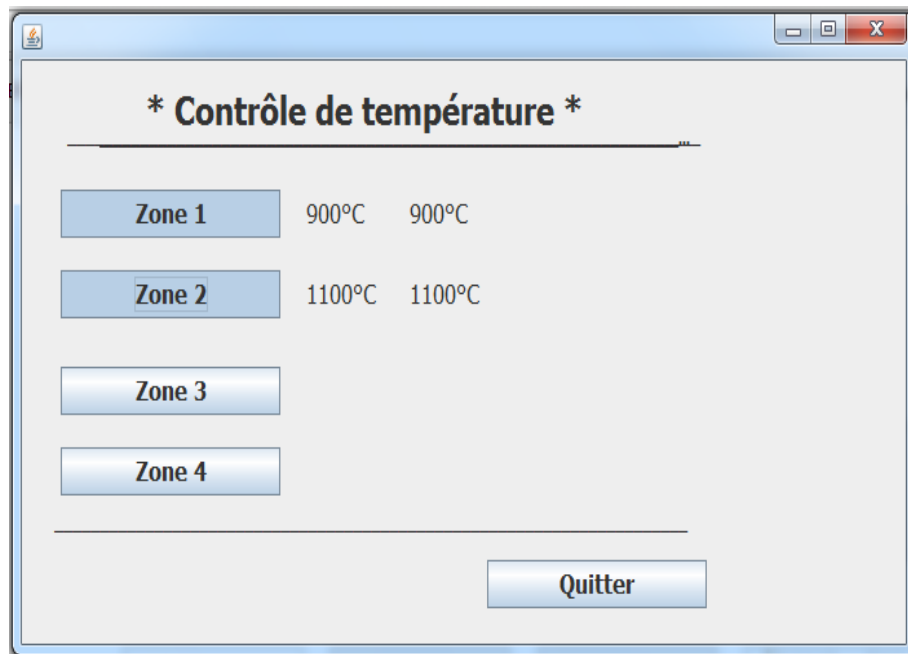 * Contrôle de température *
...
Zone 1 900°C 900°C
Zone 2 1100°C 1100°C
Zone 3
Zone 4
Quitter